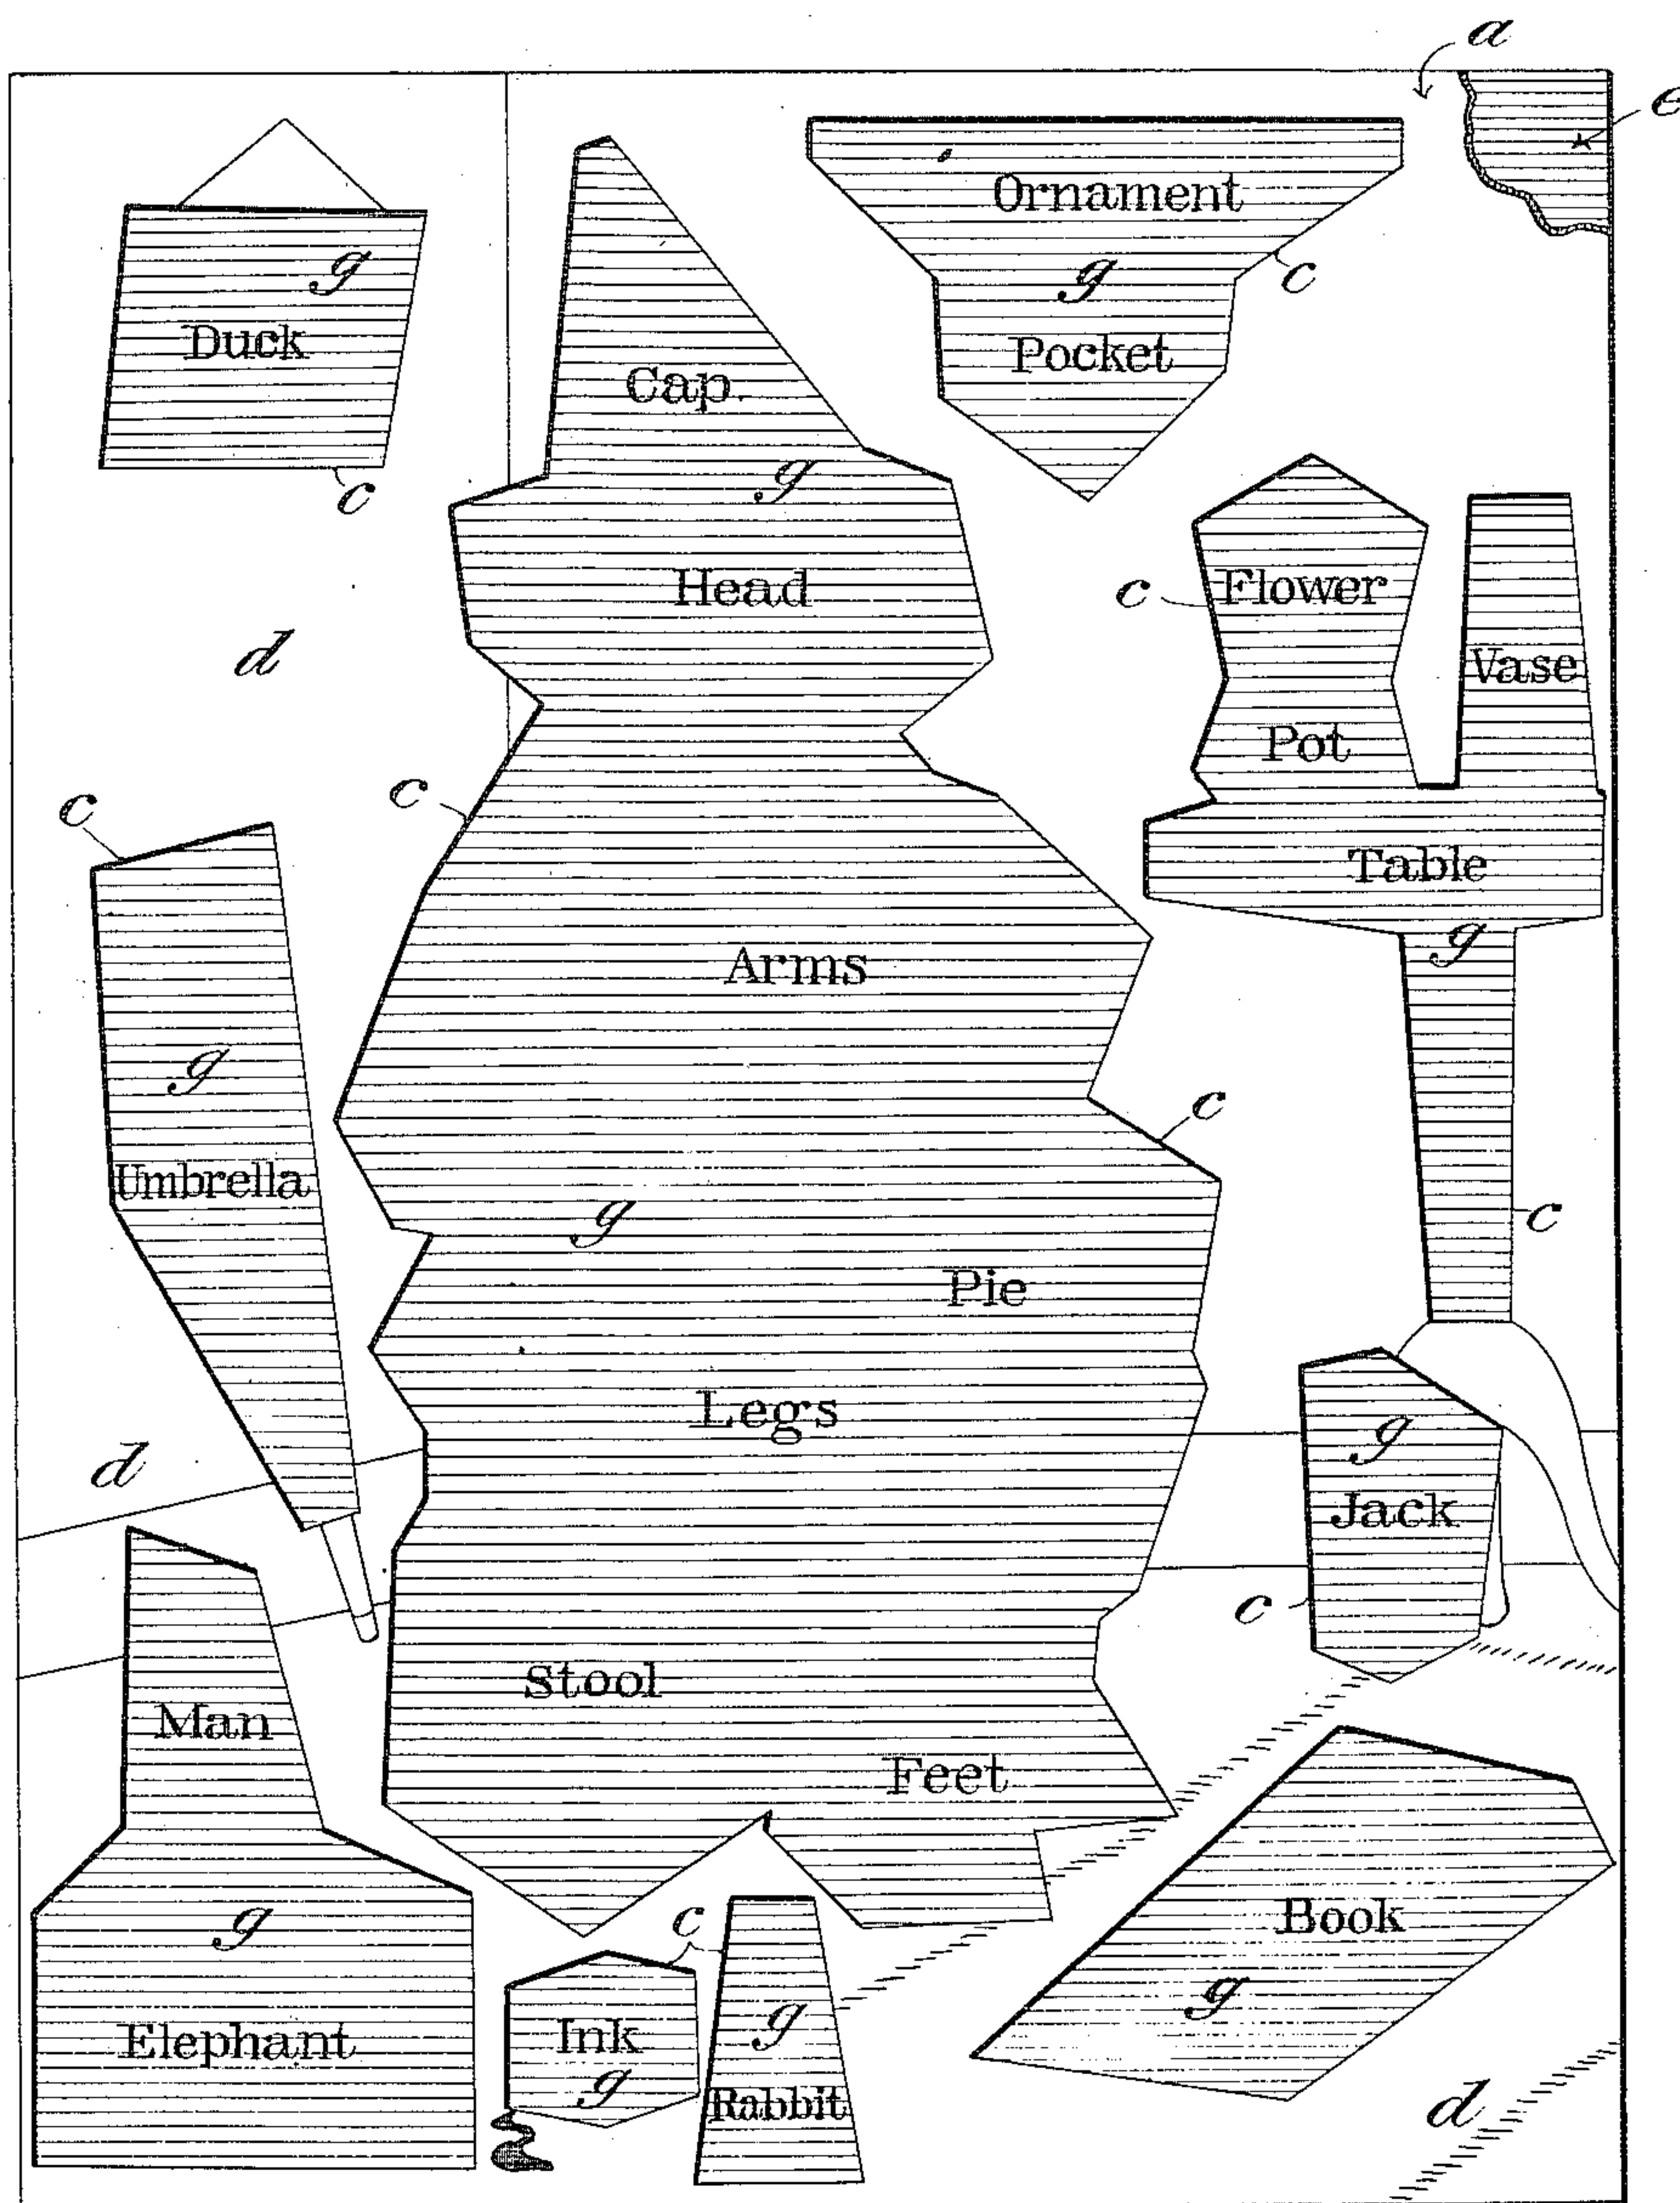 a
e
Ornament
g
c
Pocket
g
Duck
c
Cap.
g
Head
c
Flower
Vase
Pot
d
c
c
Table
g
Arms
g
Umbrella
c
g
c
Pie
Legs
g
Jack
c
d
Stool
Man
Feet
g
Elephant
c
Ink
g
g
Rabbit
Book
g
d